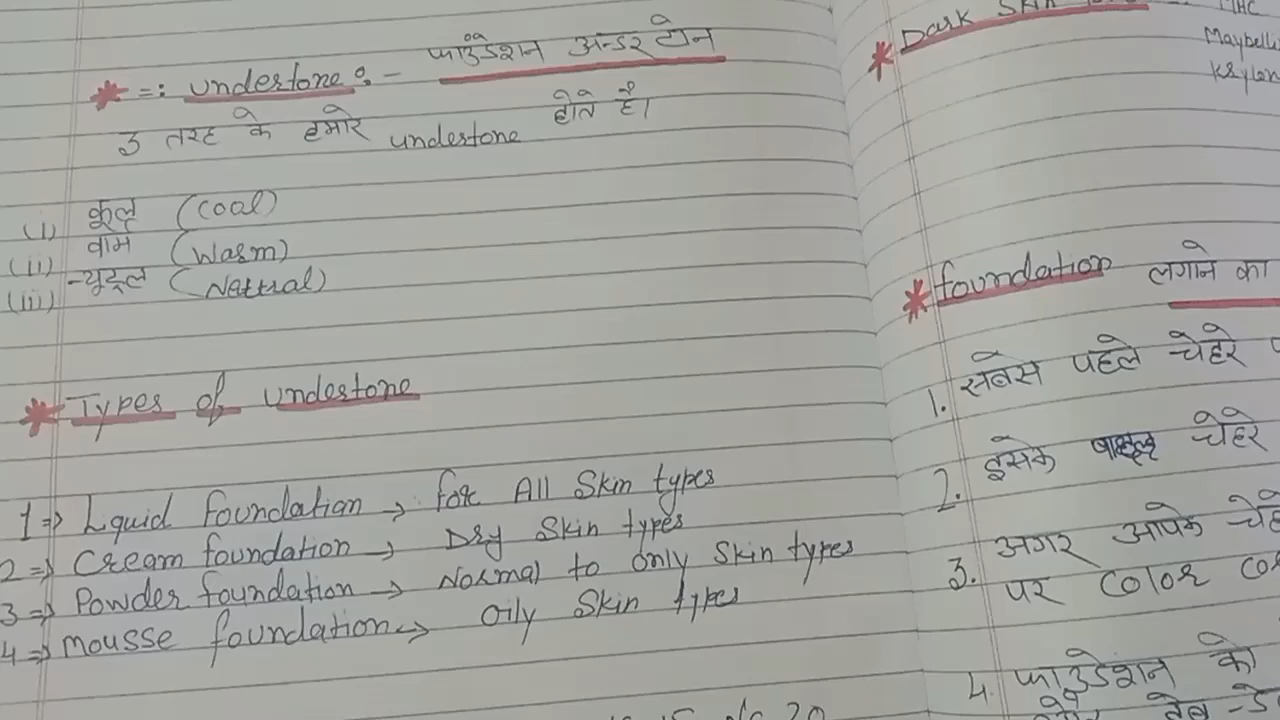 * =: undertone :- फाउंडेशन अन्डर टोन
3 तरह के हमारे undertone होते है।
(i) कूल (Coal)
(ii) वाम (Warm)
(iii) न्यूट्रल (Nettral)
* Types of undertone
1 => Liquid foundation → for All Skin types
2 => Cream foundation → Dry Skin types
3 => Powder foundation → Normal to only Skin types
4 => Mousse foundation → Oily Skin types
* Dark
Maybelli
Krylon
* foundation लगाने का
1. सबसे पहले चेहरे
2. इसके चेहरे
3. अगर आपके चेहे
पर Color
4. फाउंडेशन को